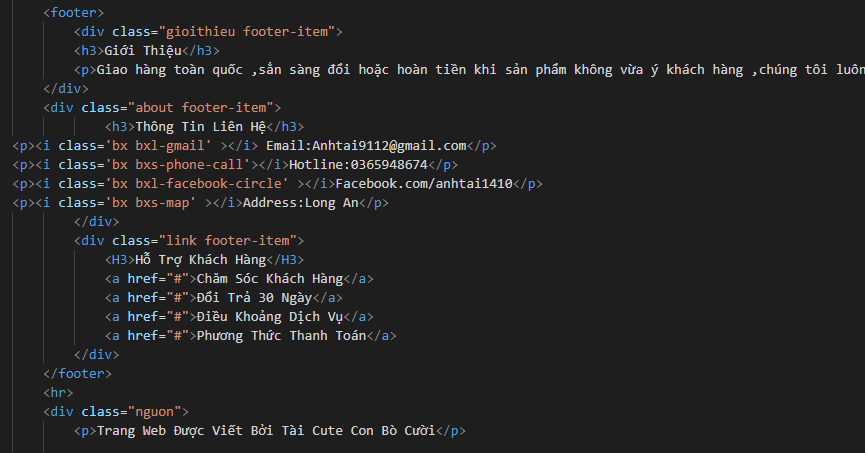 <footer>
<div class="gioithieu footer-item">
<h3>Giới Thiệu</h3>
<p>Giao hàng toàn quốc ,sẳn sàng đổi hoặc hoàn tiền khi sản phẩm không vừa ý khách hàng ,chúng tôi luôn
</div>
<div class="about footer-item">
<h3>Thông Tin Liên Hệ</h3>
<p><i class='bx bxl-gmail' ></i> Email:Anhtai9112@gmail.com</p>
<p><i class='bx bxs-phone-call'></i>Hotline:0365948674</p>
<p><i class='bx bxl-facebook-circle' ></i>Facebook.com/anhtai1410</p>
<p><i class='bx bxs-map' ></i>Address:Long An</p>
</div>
<div class="link footer-item">
<H3>Hỗ Trợ Khách Hàng</H3>
<a href="#">Chăm Sóc Khách Hàng</a>
<a href="#">Đổi Trả 30 Ngày</a>
<a href="#">Điều Khoảng Dịch Vụ</a>
<a href="#">Phương Thức Thanh Toán</a>
</div>
</footer>
<hr>
<div class="nguon">
<p>Trang Web Được Viết Bởi Tài Cute Con Bò Cười</p>